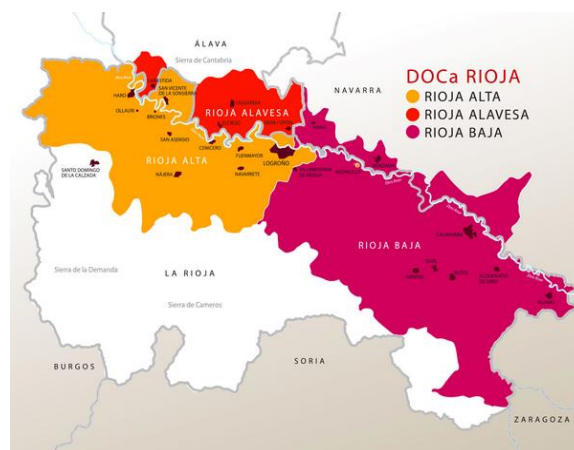 ÁLAVA
Sierra de Cantabria
NAVARRA
DOCa RIOJA
RIOJA ALTA
RIOJA ALAVESA
RIOJA BAJA
LABASTIDA
SAN VICENTE
DE LA SONSIERRA
HARO
OLLAURI
BRIONES
RIOJA ALAVESA
SAN ASENSIO
CENICERO
FUENMAYOR
LOGROÑO
RIOJA ALTA
SANTO DOMINGO
DE LA CALZADA
NÁJERA
NAVARRETE
RIOJA BAJA
Sierra de la Demanda
LA RIOJA
Sierra de Cameros
BURGOS
SORIA
ZARAGOZA